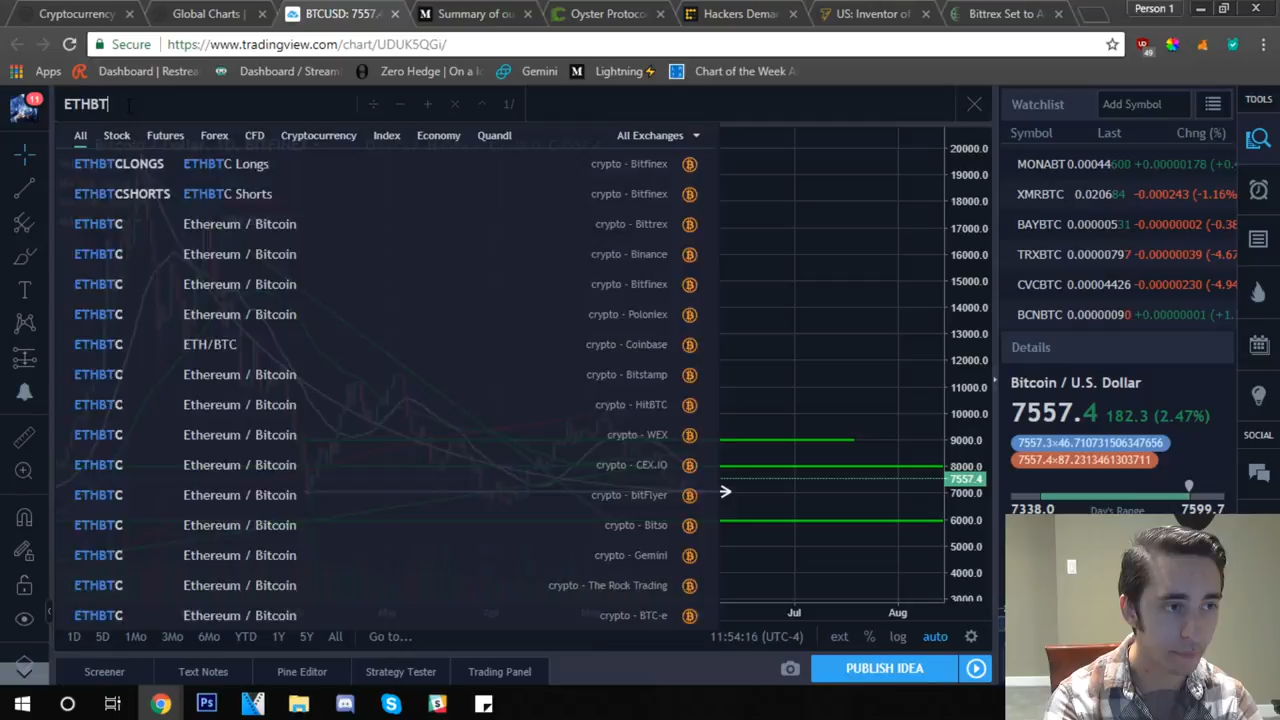 Cryptocurrency
Global Charts |
BTCUSD: 7557.4
Summary of ou
Oyster Protoco
Hackers Dema
US: Inventor of
Bittrex Set to A
Person 1
Secure
https://www.tradingview.com/chart/UDUK5QGi/
49
Apps
Dashboard | Restrea
Dashboard / Stream
Zero Hedge | On a l
Gemini
Lightning⚡
Chart of the Week A
11
ETHBT
1/
Watchlist
Add Symbol
TOOLS
All Stock Futures Forex CFD Cryptocurrency Index Economy Quandl All Exchanges
Symbol Last Chng (%)
ETHBTCLONGS ETHBTC Longs crypto - Bitfinex
ETHBTCSHORTS ETHBTC Shorts crypto - Bitfinex
ETHBTC Ethereum / Bitcoin crypto - Bittrex
ETHBTC Ethereum / Bitcoin crypto - Binance
ETHBTC Ethereum / Bitcoin crypto - Bitfinex
ETHBTC Ethereum / Bitcoin crypto - Poloniex
ETHBTC ETH/BTC crypto - Coinbase
ETHBTC Ethereum / Bitcoin crypto - Bitstamp
ETHBTC Ethereum / Bitcoin crypto - HitBTC
ETHBTC Ethereum / Bitcoin crypto - WEX
ETHBTC Ethereum / Bitcoin crypto - CEX.IO
ETHBTC Ethereum / Bitcoin crypto - bitFlyer
ETHBTC Ethereum / Bitcoin crypto - Bitso
ETHBTC Ethereum / Bitcoin crypto - Gemini
ETHBTC Ethereum / Bitcoin crypto - The Rock Trading
ETHBTC Ethereum / Bitcoin crypto - BTC-e
20000.0
19000.0
18000.0
17000.0
16000.0
15000.0
14000.0
13000.0
12000.0
11000.0
10000.0
9000.0
8000.0
7557.4
7000.0
6000.0
5000.0
4000.0
3000.0
Jul
Aug
MONABT 0.00044600 +0.00000178 (+0.
XMRBTC 0.020684 -0.000243 (-1.16%
BAYBTC 0.00000531 -0.00000002 (-0.38
TRXBTC 0.00000797 -0.00000039 (-4.67
CVCBTC 0.00004426 -0.00000230 (-4.94
BCNBTC 0.00000090 +0.00000001 (+1.
Details
Bitcoin / U.S. Dollar
7557.4 182.3 (2.47%)
7557.3×46.710731506347656
7557.4×87.2313461303711
7338.0 Day's Range 7599.7
SOCIAL
1D 5D 1Mo 3Mo 6Mo YTD 1Y 5Y All Go to...
11:54:16 (UTC-4) ext % log auto
Screener
Text Notes
Pine Editor
Strategy Tester
Trading Panel
PUBLISH IDEA